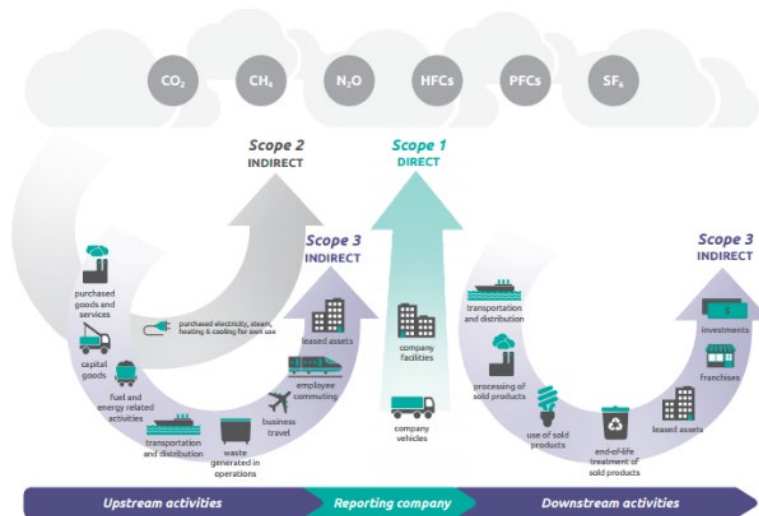 CO₂
CH₄
N₂O
HFCs
PFCs
SF₆
Scope 2
INDIRECT
Scope 1
DIRECT
Scope 3
INDIRECT
Scope 3
INDIRECT
purchased
goods and
services
capital
goods
fuel and
energy related
activities
transportation
and distribution
waste
generated in
operations
business
travel
employee
commuting
leased assets
purchased electricity, steam,
heating & cooling for own use
company
facilities
company
vehicles
transportation
and distribution
processing of
sold products
use of sold
products
end-of-life
treatment of
sold products
leased assets
franchises
$
investments
Upstream activities
Reporting company
Downstream activities